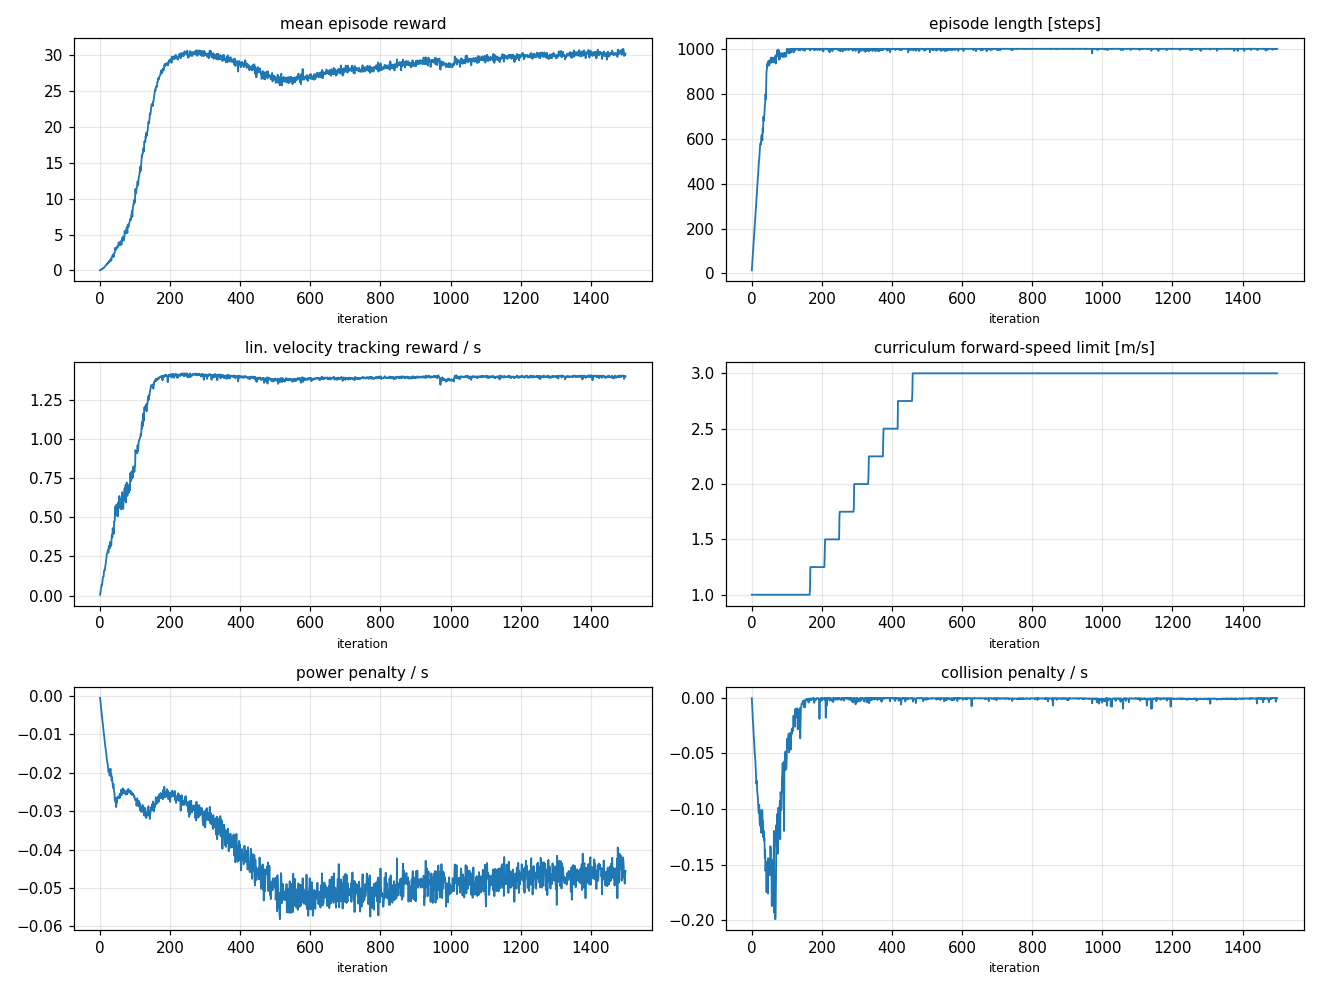 mean episode reward
30
25
20
15
10
5
0
0 200 400 600 800 1000 1200 1400
iteration
episode length [steps]
1000
800
600
400
200
0
0 200 400 600 800 1000 1200 1400
iteration
lin. velocity tracking reward / s
1.25
1.00
0.75
0.50
0.25
0.00
0 200 400 600 800 1000 1200 1400
iteration
curriculum forward-speed limit [m/s]
3.0
2.5
2.0
1.5
1.0
0 200 400 600 800 1000 1200 1400
iteration
power penalty / s
0.00
−0.01
−0.02
−0.03
−0.04
−0.05
−0.06
0 200 400 600 800 1000 1200 1400
iteration
collision penalty / s
0.00
−0.05
−0.10
−0.15
−0.20
0 200 400 600 800 1000 1200 1400
iteration